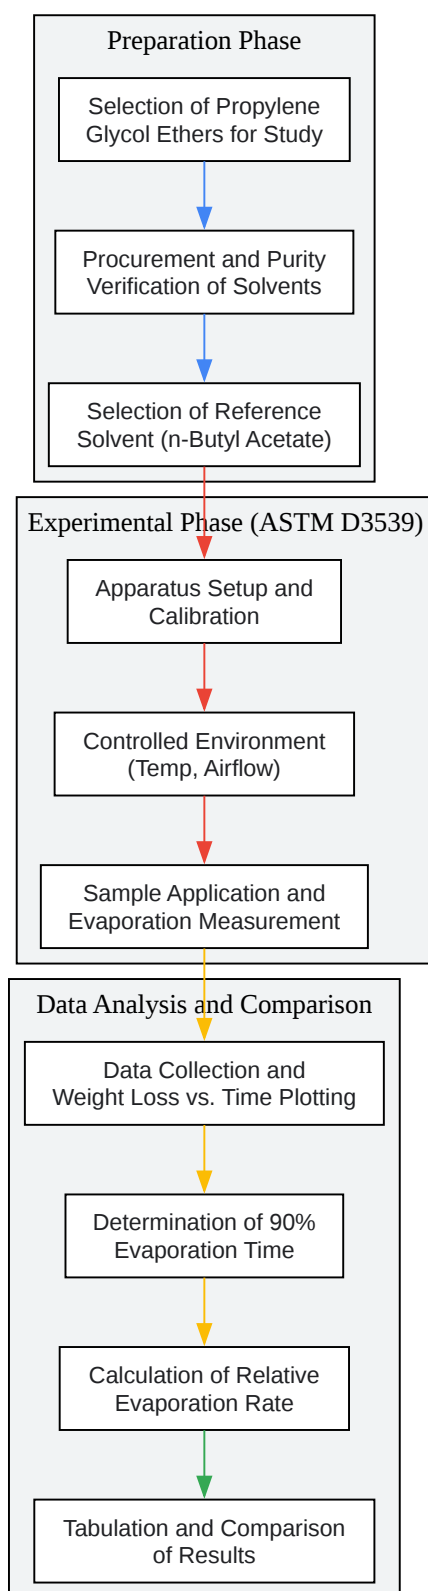 Preparation Phase
Selection of Propylene
Glycol Ethers for Study
Procurement and Purity
Verification of Solvents
Selection of Reference
Solvent (n-Butyl Acetate)
Experimental Phase (ASTM D3539)
Apparatus Setup and
Calibration
Controlled Environment
(Temp, Airflow)
Sample Application and
Evaporation Measurement
Data Analysis and Comparison
Data Collection and
Weight Loss vs. Time Plotting
Determination of 90%
Evaporation Time
Calculation of Relative
Evaporation Rate
Tabulation and Comparison
of Results